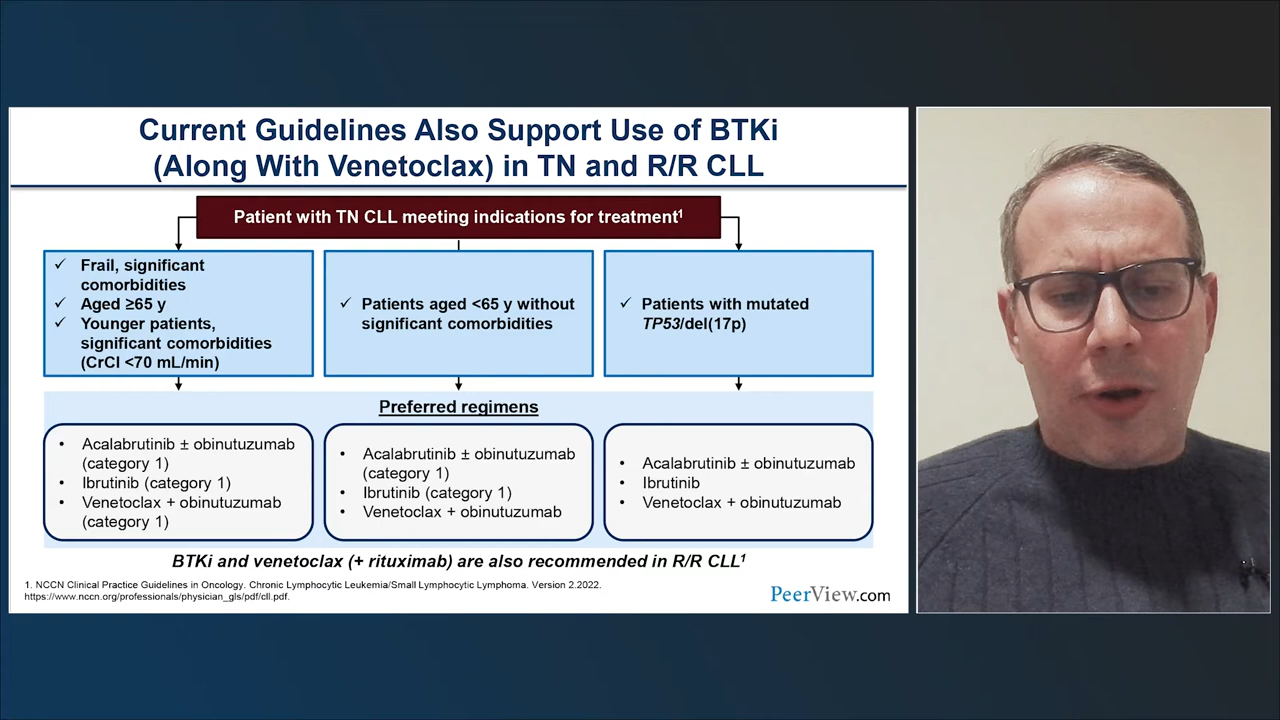 Current Guidelines Also Support Use of BTKi
(Along With Venetoclax) in TN and R/R CLL
Patient with TN CLL meeting indications for treatment¹
✓ Frail, significant
comorbidities
✓ Aged ≥65 y
✓ Younger patients,
significant comorbidities
(CrCl <70 mL/min)
✓ Patients aged <65 y without
significant comorbidities
✓ Patients with mutated
TP53/del(17p)
Preferred regimens
• Acalabrutinib ± obinutuzumab
(category 1)
• Ibrutinib (category 1)
• Venetoclax + obinutuzumab
(category 1)
• Acalabrutinib ± obinutuzumab
(category 1)
• Ibrutinib (category 1)
• Venetoclax + obinutuzumab
• Acalabrutinib ± obinutuzumab
• Ibrutinib
• Venetoclax + obinutuzumab
BTKi and venetoclax (+ rituximab) are also recommended in R/R CLL¹
1. NCCN Clinical Practice Guidelines in Oncology. Chronic Lymphocytic Leukemia/Small Lymphocytic Lymphoma. Version 2.2022.
https://www.nccn.org/professionals/physician_gls/pdf/cll.pdf.
PeerView.com